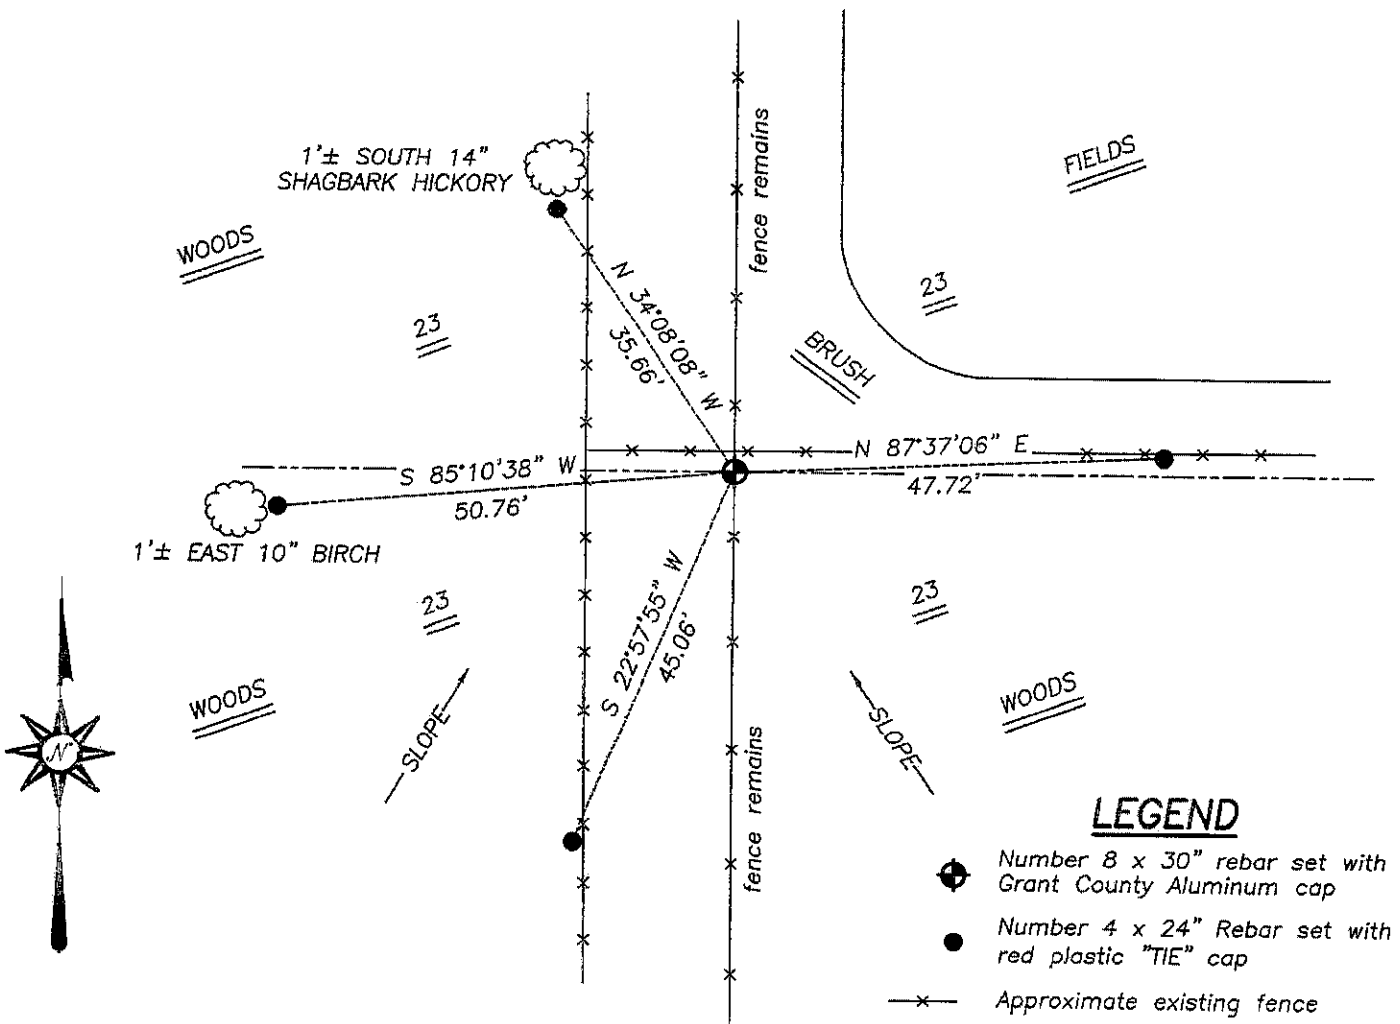 1'± SOUTH 14"
SHAGBARK HICKORY
WOODS
23
N 34°08'08" W
35.66'
fence remains
FIELDS
23
BRUSH
S 85°10'38" W
50.76'
N 87°37'06" E
47.72'
1'± EAST 10" BIRCH
23
23
S 22°57'55" W
45.06'
WOODS
SLOPE
fence remains
SLOPE
WOODS
N
LEGEND
Number 8 x 30" rebar set with
Grant County Aluminum cap
Number 4 x 24" Rebar set with
red plastic "TIE" cap
Approximate existing fence